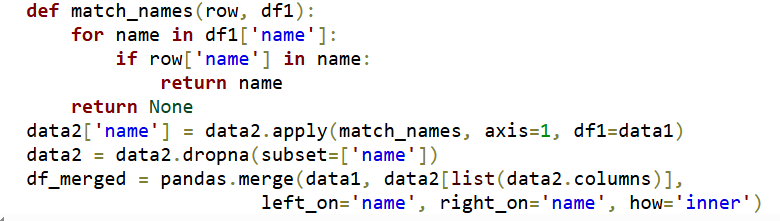 def match_names(row, df1):
    for name in df1['name']:
        if row['name'] in name:
            return name
    return None
data2['name'] = data2.apply(match_names, axis=1, df1=data1)
data2 = data2.dropna(subset=['name'])
df_merged = pandas.merge(data1, data2[list(data2.columns)],
                     left_on='name', right_on='name', how='inner')